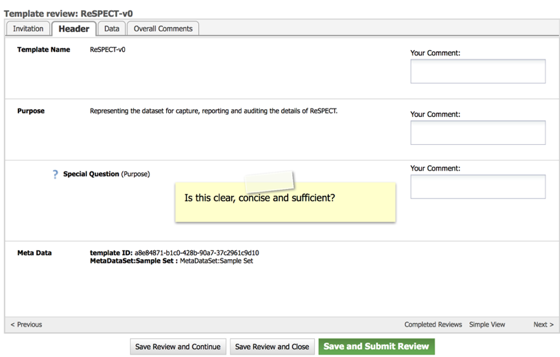 Template review: ReSPECT-v0
Invitation Header Data Overall Comments
Template Name ReSPECT-v0 Your Comment:
Purpose Representing the dataset for capture, reporting and auditing the details of ReSPECT. Your Comment:
? Special Question (Purpose) Your Comment:
Is this clear, concise and sufficient?
Meta Data template ID: a8e84871-b1c0-428b-90a7-37c2961c9d10
MetaDataSet:Sample Set : MetaDataSet:Sample Set
< Previous Completed Reviews Simple View Next >
Save Review and Continue Save Review and Close Save and Submit Review